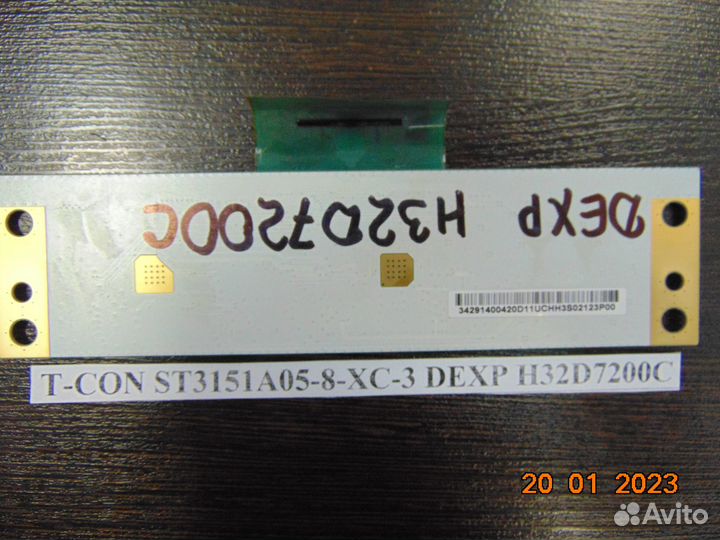 DEXP H32D7200C
34291400420D11UCHH3S02123P00
T-CON ST3151A05-8-XC-3 DEXP H32D7200C
20 01 2023
Avito